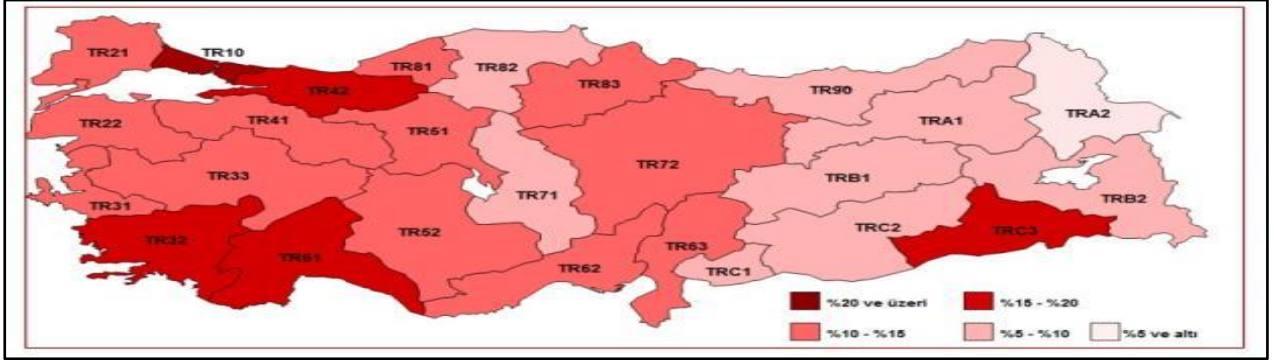 TR21
TR10
TR81
TR82
TR42
TR83
TR90
TRA2
TR22
TR41
TR51
TRA1
TR72
TR33
TRB1
TR31
TR71
TRB2
TR32
TR52
TRC2
TRC3
TR61
TR63
TR62
TRC1
%20 ve üzeri
%15 - %20
%10 - %15
%5 - %10
%5 ve altı